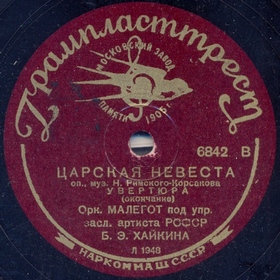 Грампласттрест
МОСКОВСКИЙ ЗАВОД
ПАМЯТИ 1905 г.
6842 В
ЦАРСКАЯ НЕВЕСТА
оп., муз. Н. Римского-Корсакова
УВЕРТЮРА
(окончание)
Орк. МАЛЕГОТ под упр.
засл. артиста РСФСР
Б. Э. ХАЙКИНА
Л 1948
НАРКОММАШ СССР